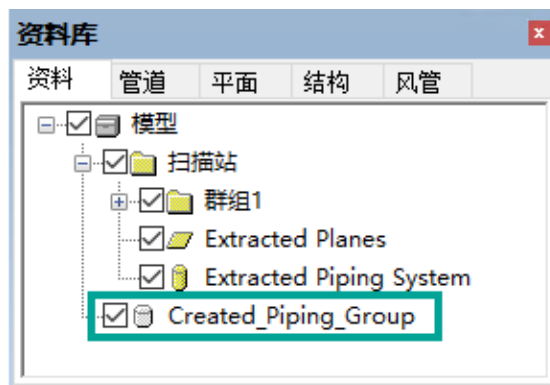 资料库
资料 管道 平面 结构 风管
模型
扫描站
群组1
Extracted Planes
Extracted Piping System
Created_Piping_Group